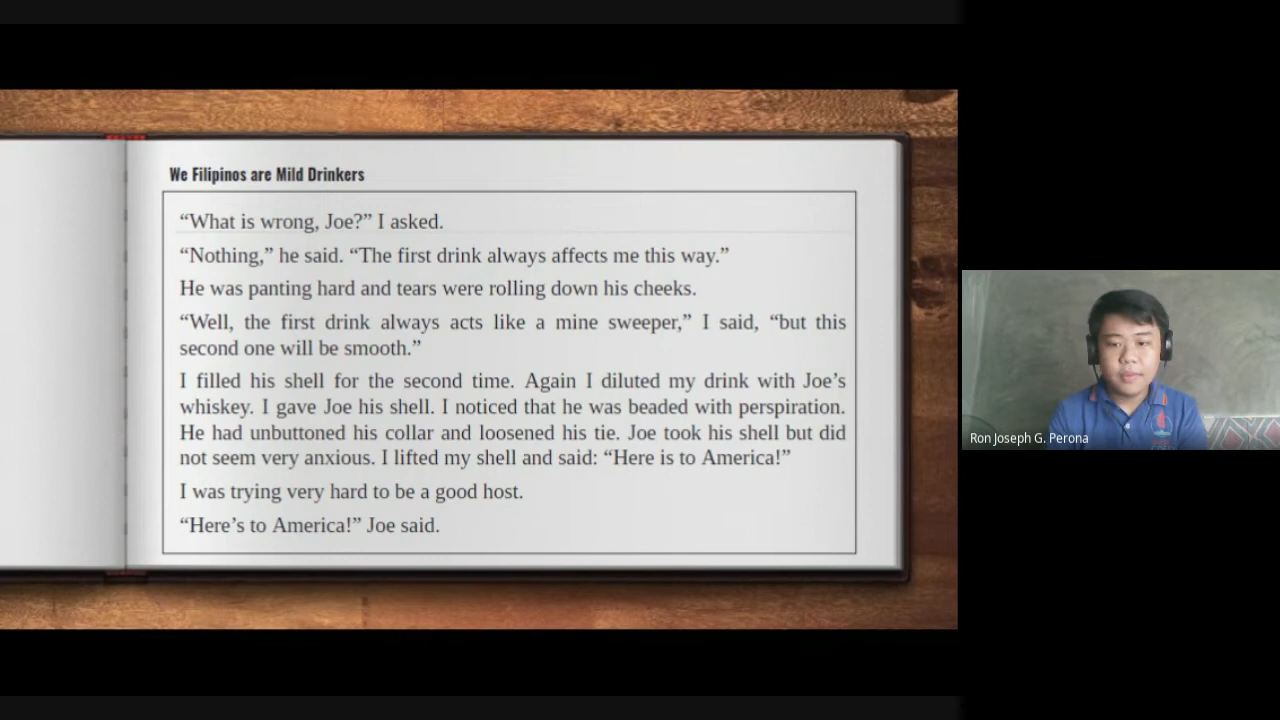 We Filipinos are Mild Drinkers
“What is wrong, Joe?” I asked.
“Nothing,” he said. “The first drink always affects me this way.”
He was panting hard and tears were rolling down his cheeks.
“Well, the first drink always acts like a mine sweeper,” I said, “but this
second one will be smooth.”
I filled his shell for the second time. Again I diluted my drink with Joe’s
whiskey. I gave Joe his shell. I noticed that he was beaded with perspiration.
He had unbuttoned his collar and loosened his tie. Joe took his shell but did
not seem very anxious. I lifted my shell and said: “Here is to America!”
I was trying very hard to be a good host.
“Here’s to America!” Joe said.
Ron Joseph G. Perona